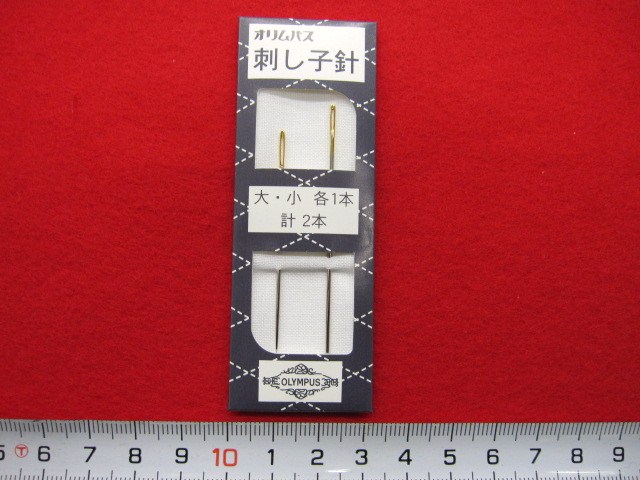 オリムパス
刺し子針
大・小 各1本
計 2本
OLYMPUS
5 Ⓣ 6 7 8 9 10 1 2 3 4 5 6 7 8 9